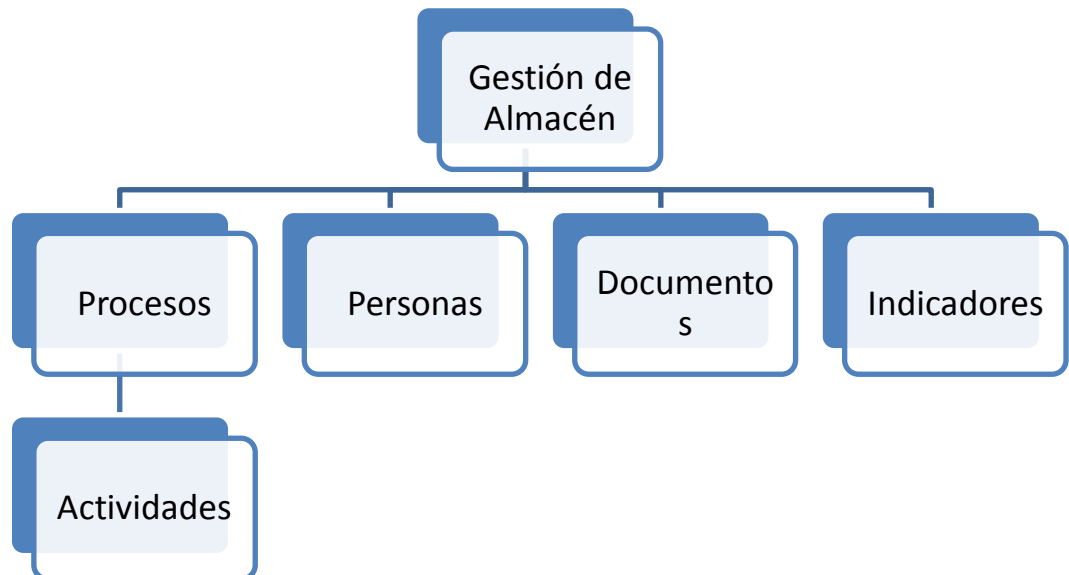 Gestión de
Almacén
Procesos
Personas
Documento
s
Indicadores
Actividades